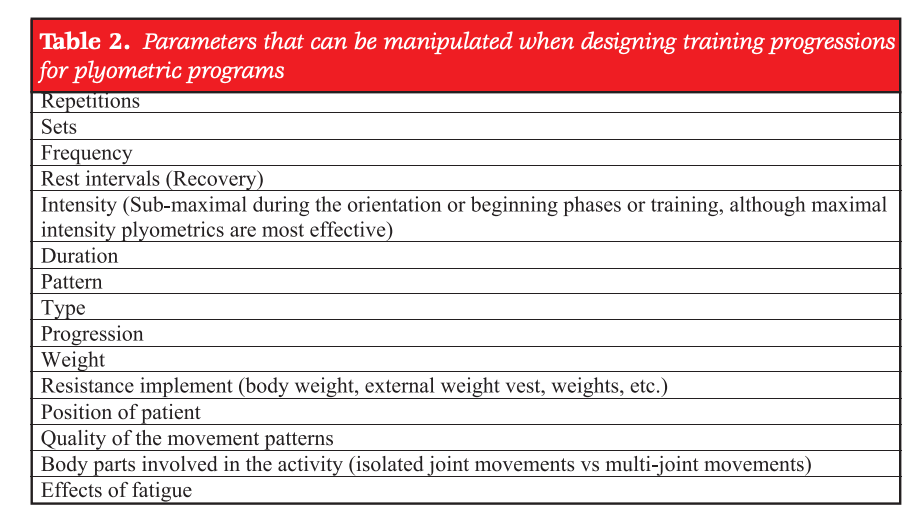 Table 2. Parameters that can be manipulated when designing training progressions
for plyometric programs
Repetitions
Sets
Frequency
Rest intervals (Recovery)
Intensity (Sub-maximal during the orientation or beginning phases or training, although maximal
intensity plyometrics are most effective)
Duration
Pattern
Type
Progression
Weight
Resistance implement (body weight, external weight vest, weights, etc.)
Position of patient
Quality of the movement patterns
Body parts involved in the activity (isolated joint movements vs multi-joint movements)
Effects of fatigue